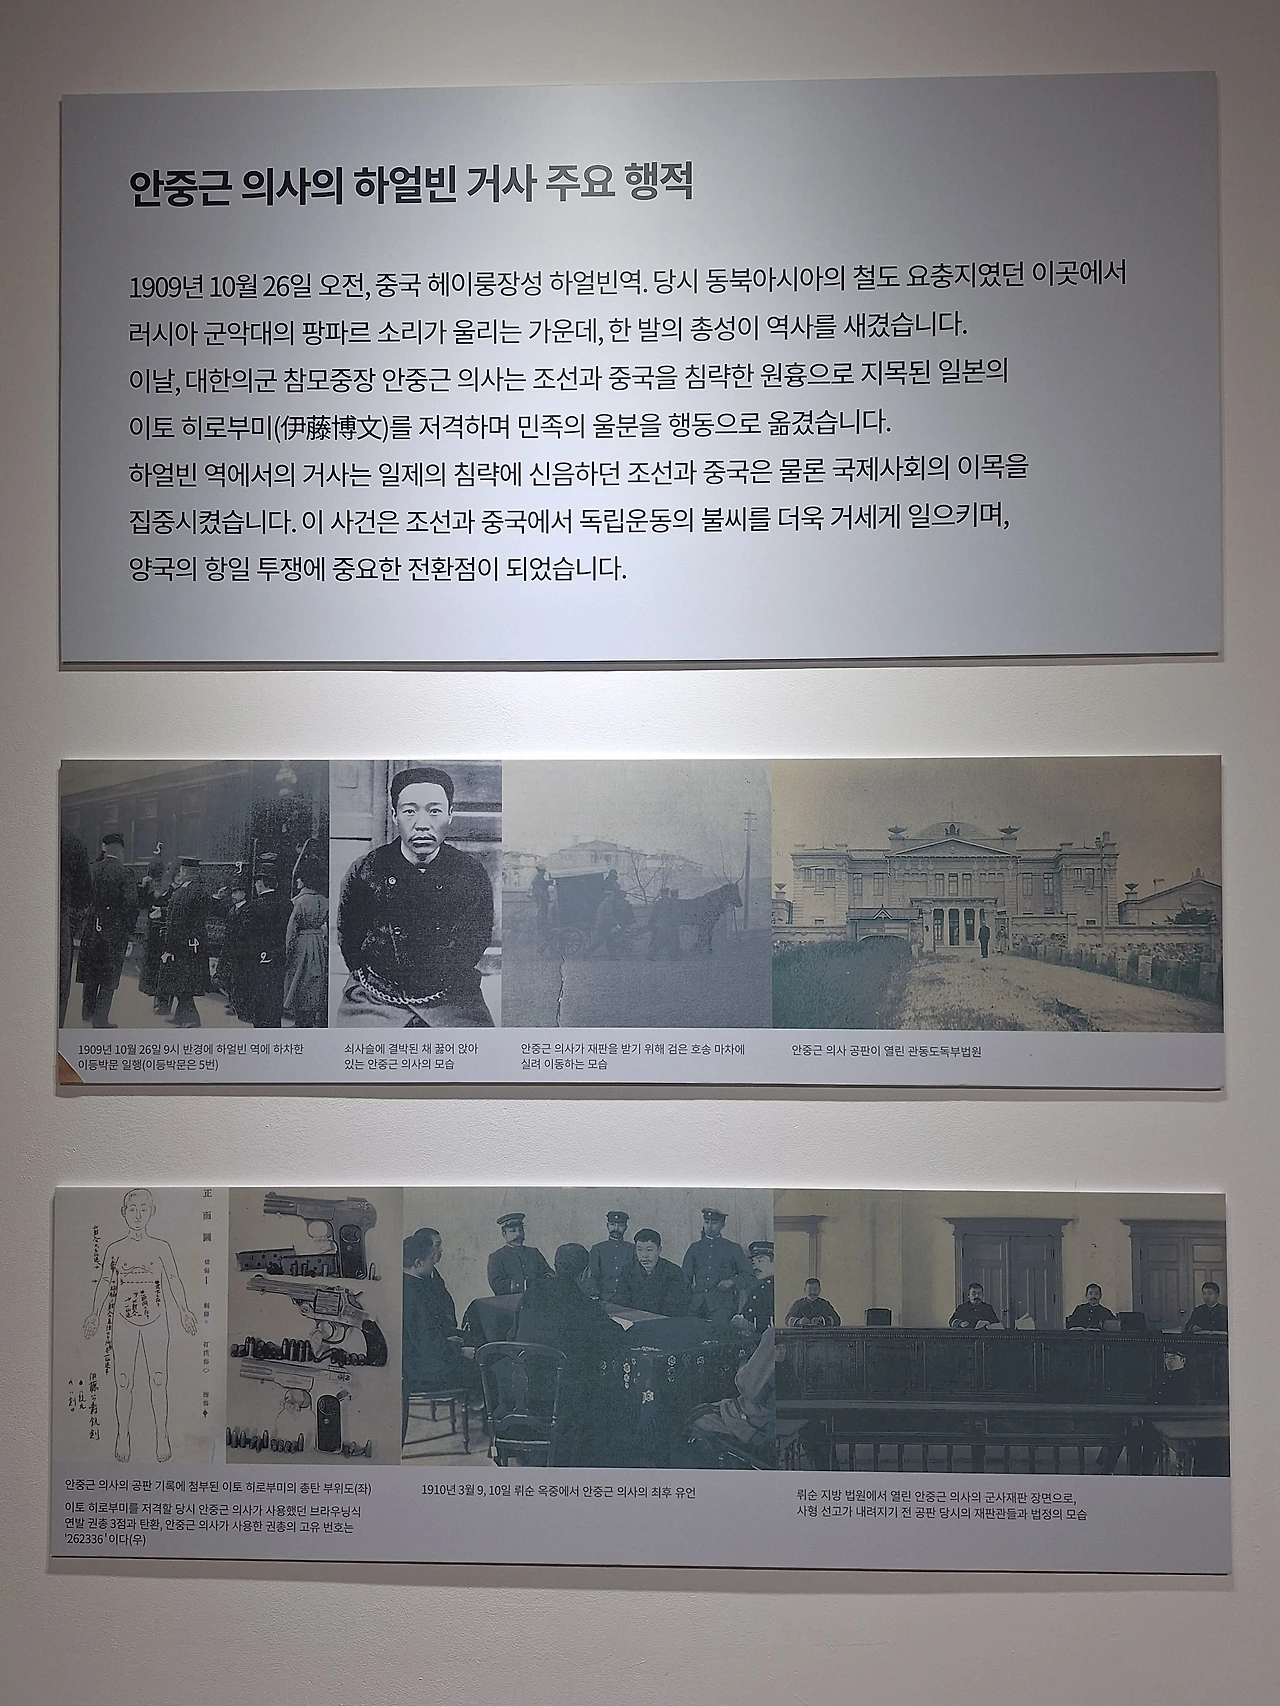 안중근 의사의 하얼빈 거사 주요 행적
1909년 10월 26일 오전, 중국 헤이룽장성 하얼빈역. 당시 동북아시아의 철도 요충지였던 이곳에서
러시아 군악대의 팡파르 소리가 울리는 가운데, 한 발의 총성이 역사를 새겼습니다.
이날, 대한의군 참모중장 안중근 의사는 조선과 중국을 침략한 원흉으로 지목된 일본의
이토 히로부미(伊藤博文)를 저격하며 민족의 울분을 행동으로 옮겼습니다.
하얼빈 역에서의 거사는 일제의 침략에 신음하던 조선과 중국은 물론 국제사회의 이목을
집중시켰습니다. 이 사건은 조선과 중국에서 독립운동의 불씨를 더욱 거세게 일으키며,
양국의 항일 투쟁에 중요한 전환점이 되었습니다.
5
3
6
4
2
1909년 10월 26일 9시 반경에 하얼빈 역에 하차한
이등박문 일행(이등박문은 5번)
쇠사슬에 결박된 채 꿇어 앉아
있는 안중근 의사의 모습
안중근 의사가 재판을 받기 위해 검은 호송 마차에
실려 이동하는 모습
안중근 의사 공판이 열린 관동도독부법원
正面圖
안중근 의사의 공판 기록에 첨부된 이토 히로부미의 총탄 부위도(좌)
이토 히로부미를 저격할 당시 안중근 의사가 사용했던 브라우닝식
연발 권총 3점과 탄환, 안중근 의사가 사용한 권총의 고유 번호는
'262336' 이다(우)
1910년 3월 9, 10일 뤼순 옥중에서 안중근 의사의 최후 유언
뤼순 지방 법원에서 열린 안중근 의사의 군사재판 장면으로,
사형 선고가 내려지기 전 공판 당시의 재판관들과 법정의 모습